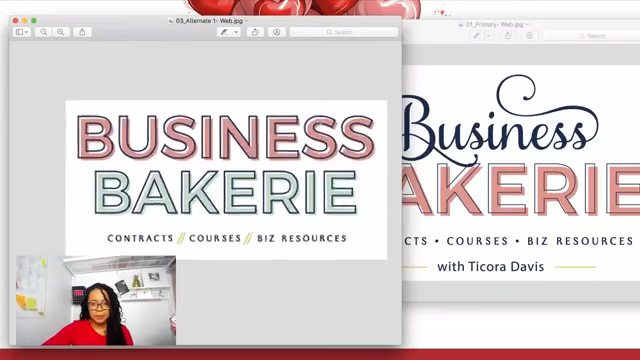 03_Alternate 1- Web.jpg
Search
BUSINESS
BAKERIE
CONTRACTS // COURSES // BIZ RESOURCES
01_Primary- Web.jpg
Search
Business
AKERIE
CTS • COURSES • BIZ RESOURCES
with Ticora Davis